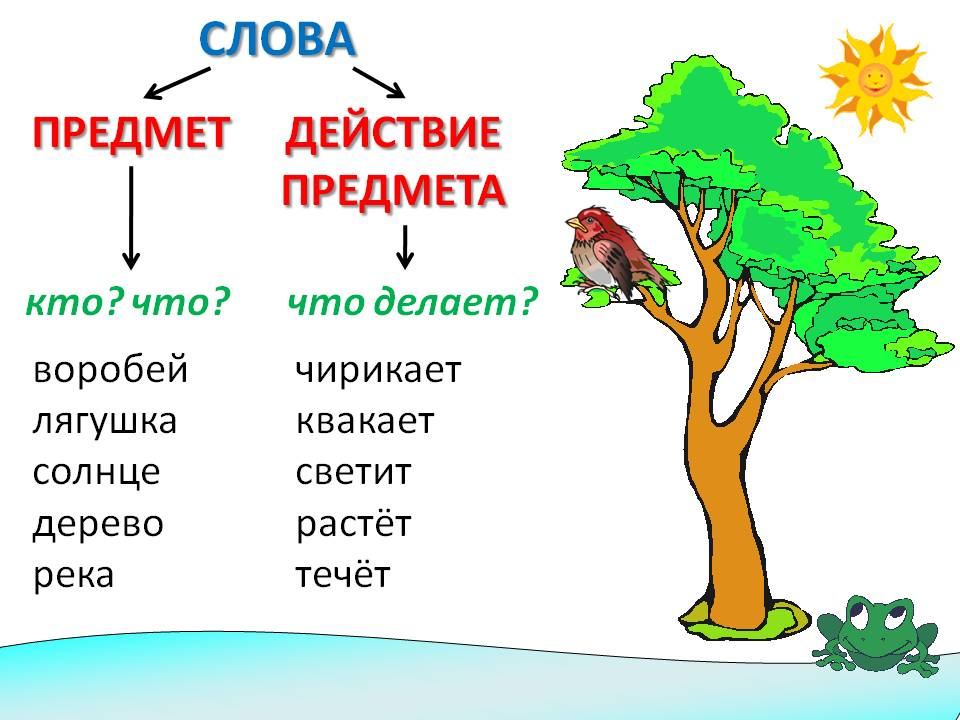 СЛОВА
ПРЕДМЕТ
ДЕЙСТВИЕ
ПРЕДМЕТА
кто? что?
что делает?
воробей
лягушка
солнце
дерево
река
чирикает
квакает
светит
растёт
течёт